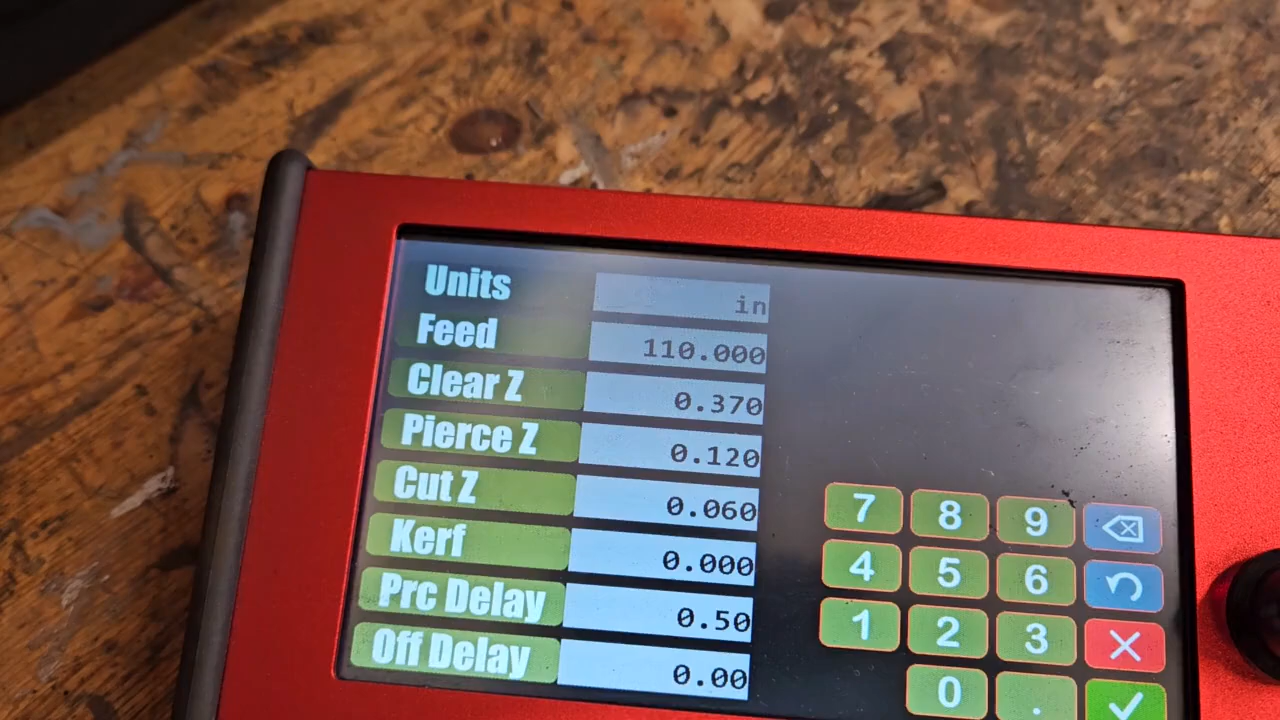 Units in
Feed 110.000
Clear Z 0.370
Pierce Z 0.120
Cut Z 0.060
Kerf 0.000
Prc Delay 0.50
Off Delay 0.00
7 8 9
4 5 6
1 2 3
0 .